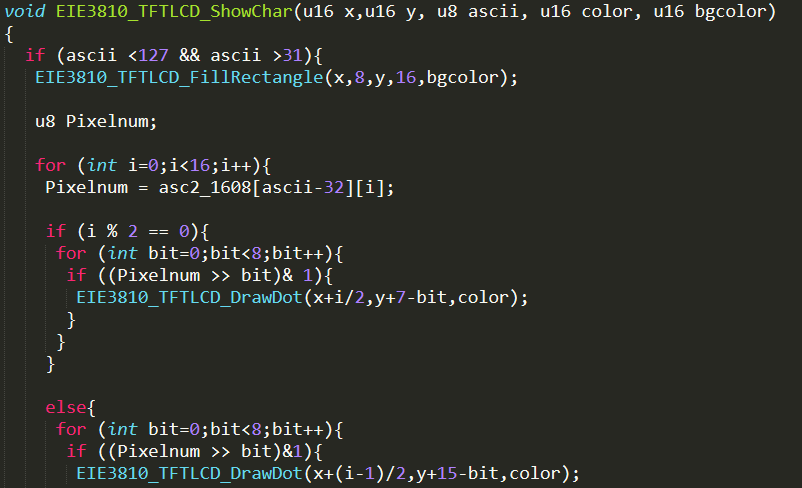 void EIE3810_TFTLCD_ShowChar(u16 x,u16 y, u8 ascii, u16 color, u16 bgcolor)
{
if (ascii <127 && ascii >31){
EIE3810_TFTLCD_FillRectangle(x,8,y,16,bgcolor);
u8 Pixelnum;
for (int i=0;i<16;i++){
Pixelnum = asc2_1608[ascii-32][i];
if (i % 2 == 0){
for (int bit=0;bit<8;bit++){
if ((Pixelnum >> bit)& 1){
EIE3810_TFTLCD_DrawDot(x+i/2,y+7-bit,color);
}
}
}
else{
for (int bit=0;bit<8;bit++){
if ((Pixelnum >> bit)&1){
EIE3810_TFTLCD_DrawDot(x+(i-1)/2,y+15-bit,color);